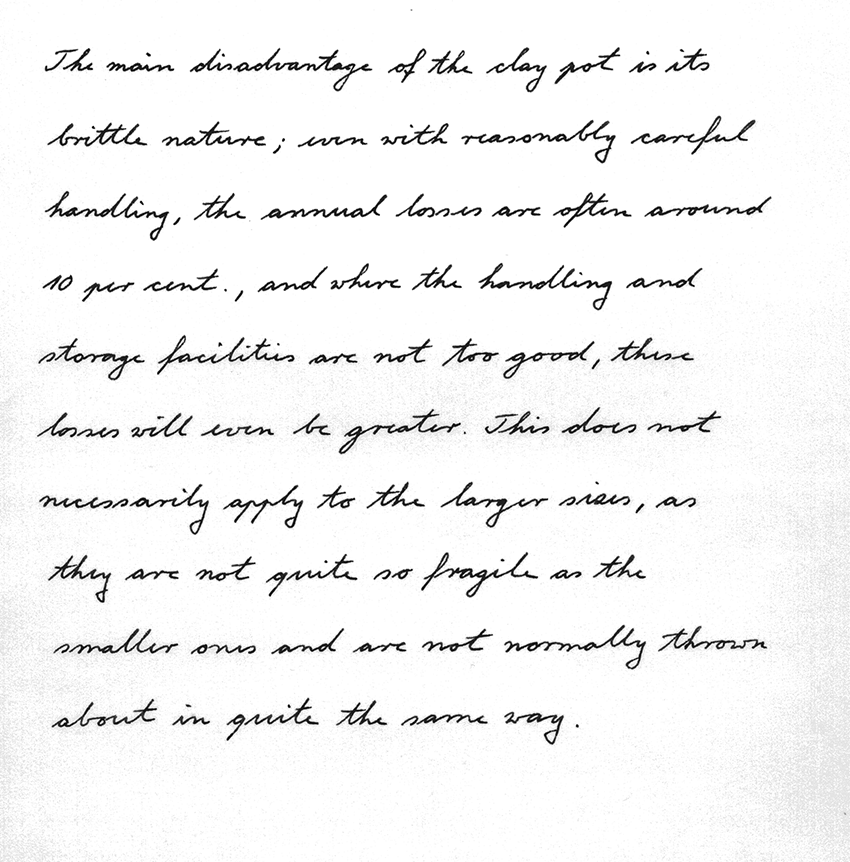 The main disadvantage of the clay pot is its
brittle nature; even with reasonably careful
handling, the annual losses are often around
10 per cent., and where the handling and
storage facilities are not too good, these
losses will even be greater. This does not
necessarily apply to the larger sizes, as
they are not quite so fragile as the
smaller ones and are not normally thrown
about in quite the same way.